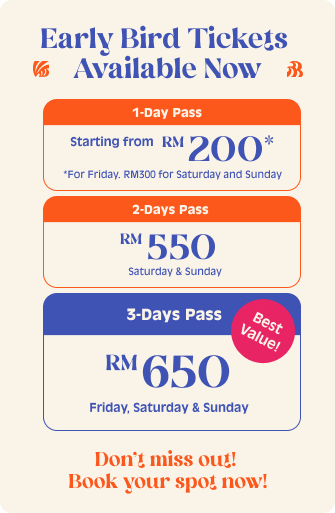 Early Bird Tickets
Available Now
1-Day Pass
Starting from RM 200*
*For Friday. RM300 for Saturday and Sunday
2-Days Pass
RM 550
Saturday & Sunday
3-Days Pass
Best
Value!
RM 650
Friday, Saturday & Sunday
Don't miss out!
Book your spot now!